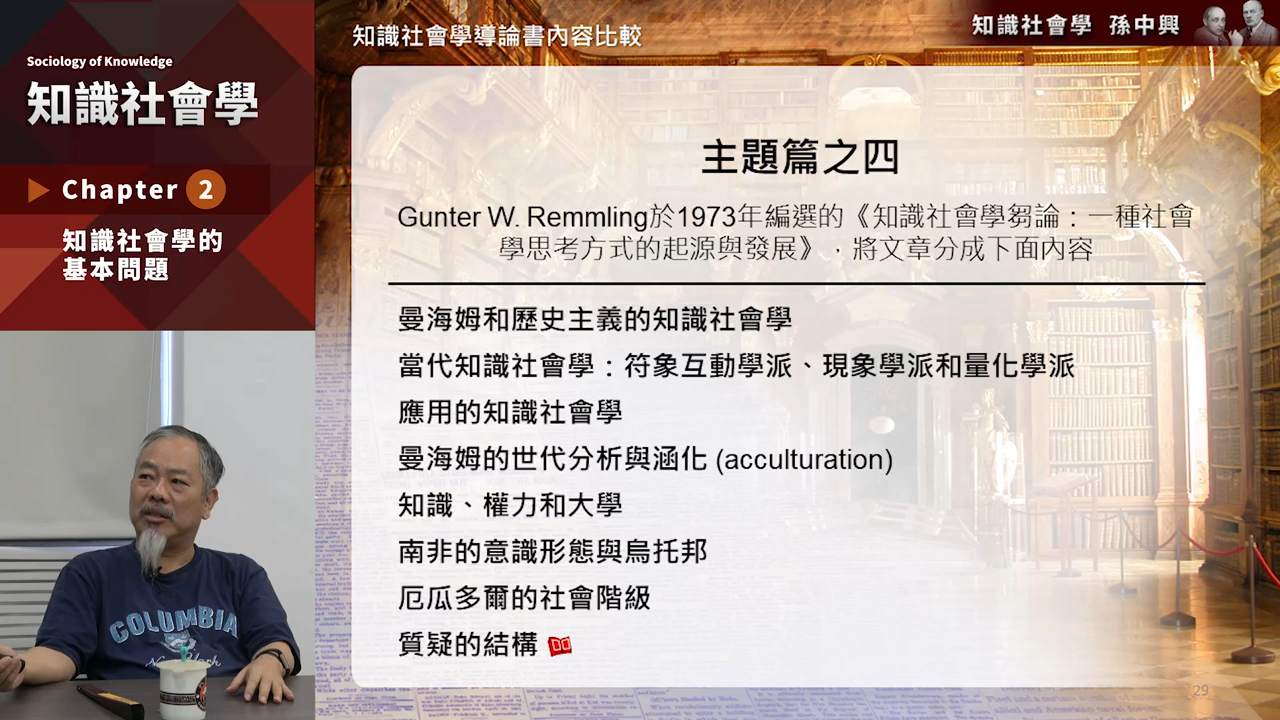 Sociology of Knowledge
知識社會學
Chapter 2
知識社會學的
基本問題
知識社會學導論書內容比較
知識社會學 孫中興
主題篇之四
Gunter W. Remmling於1973年編選的《知識社會學芻論：一種社會
學思考方式的起源與發展》，將文章分成下面內容
曼海姆和歷史主義的知識社會學
當代知識社會學：符象互動學派、現象學派和量化學派
應用的知識社會學
曼海姆的世代分析與涵化 (acculturation)
知識、權力和大學
南非的意識形態與烏托邦
厄瓜多爾的社會階級
質疑的結構
29
COLUMBIA
New York